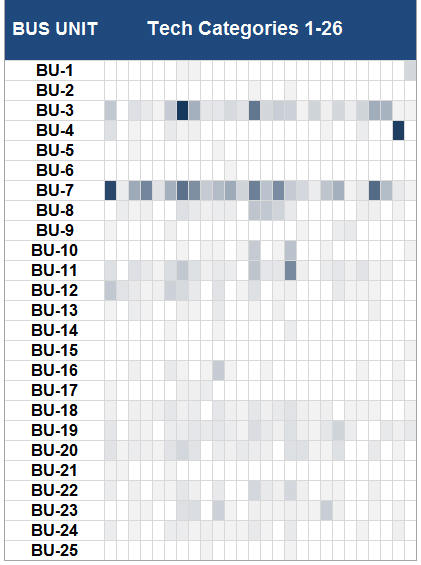 BUS UNIT Tech Categories 1-26
BU-1
BU-2
BU-3
BU-4
BU-5
BU-6
BU-7
BU-8
BU-9
BU-10
BU-11
BU-12
BU-13
BU-14
BU-15
BU-16
BU-17
BU-18
BU-19
BU-20
BU-21
BU-22
BU-23
BU-24
BU-25